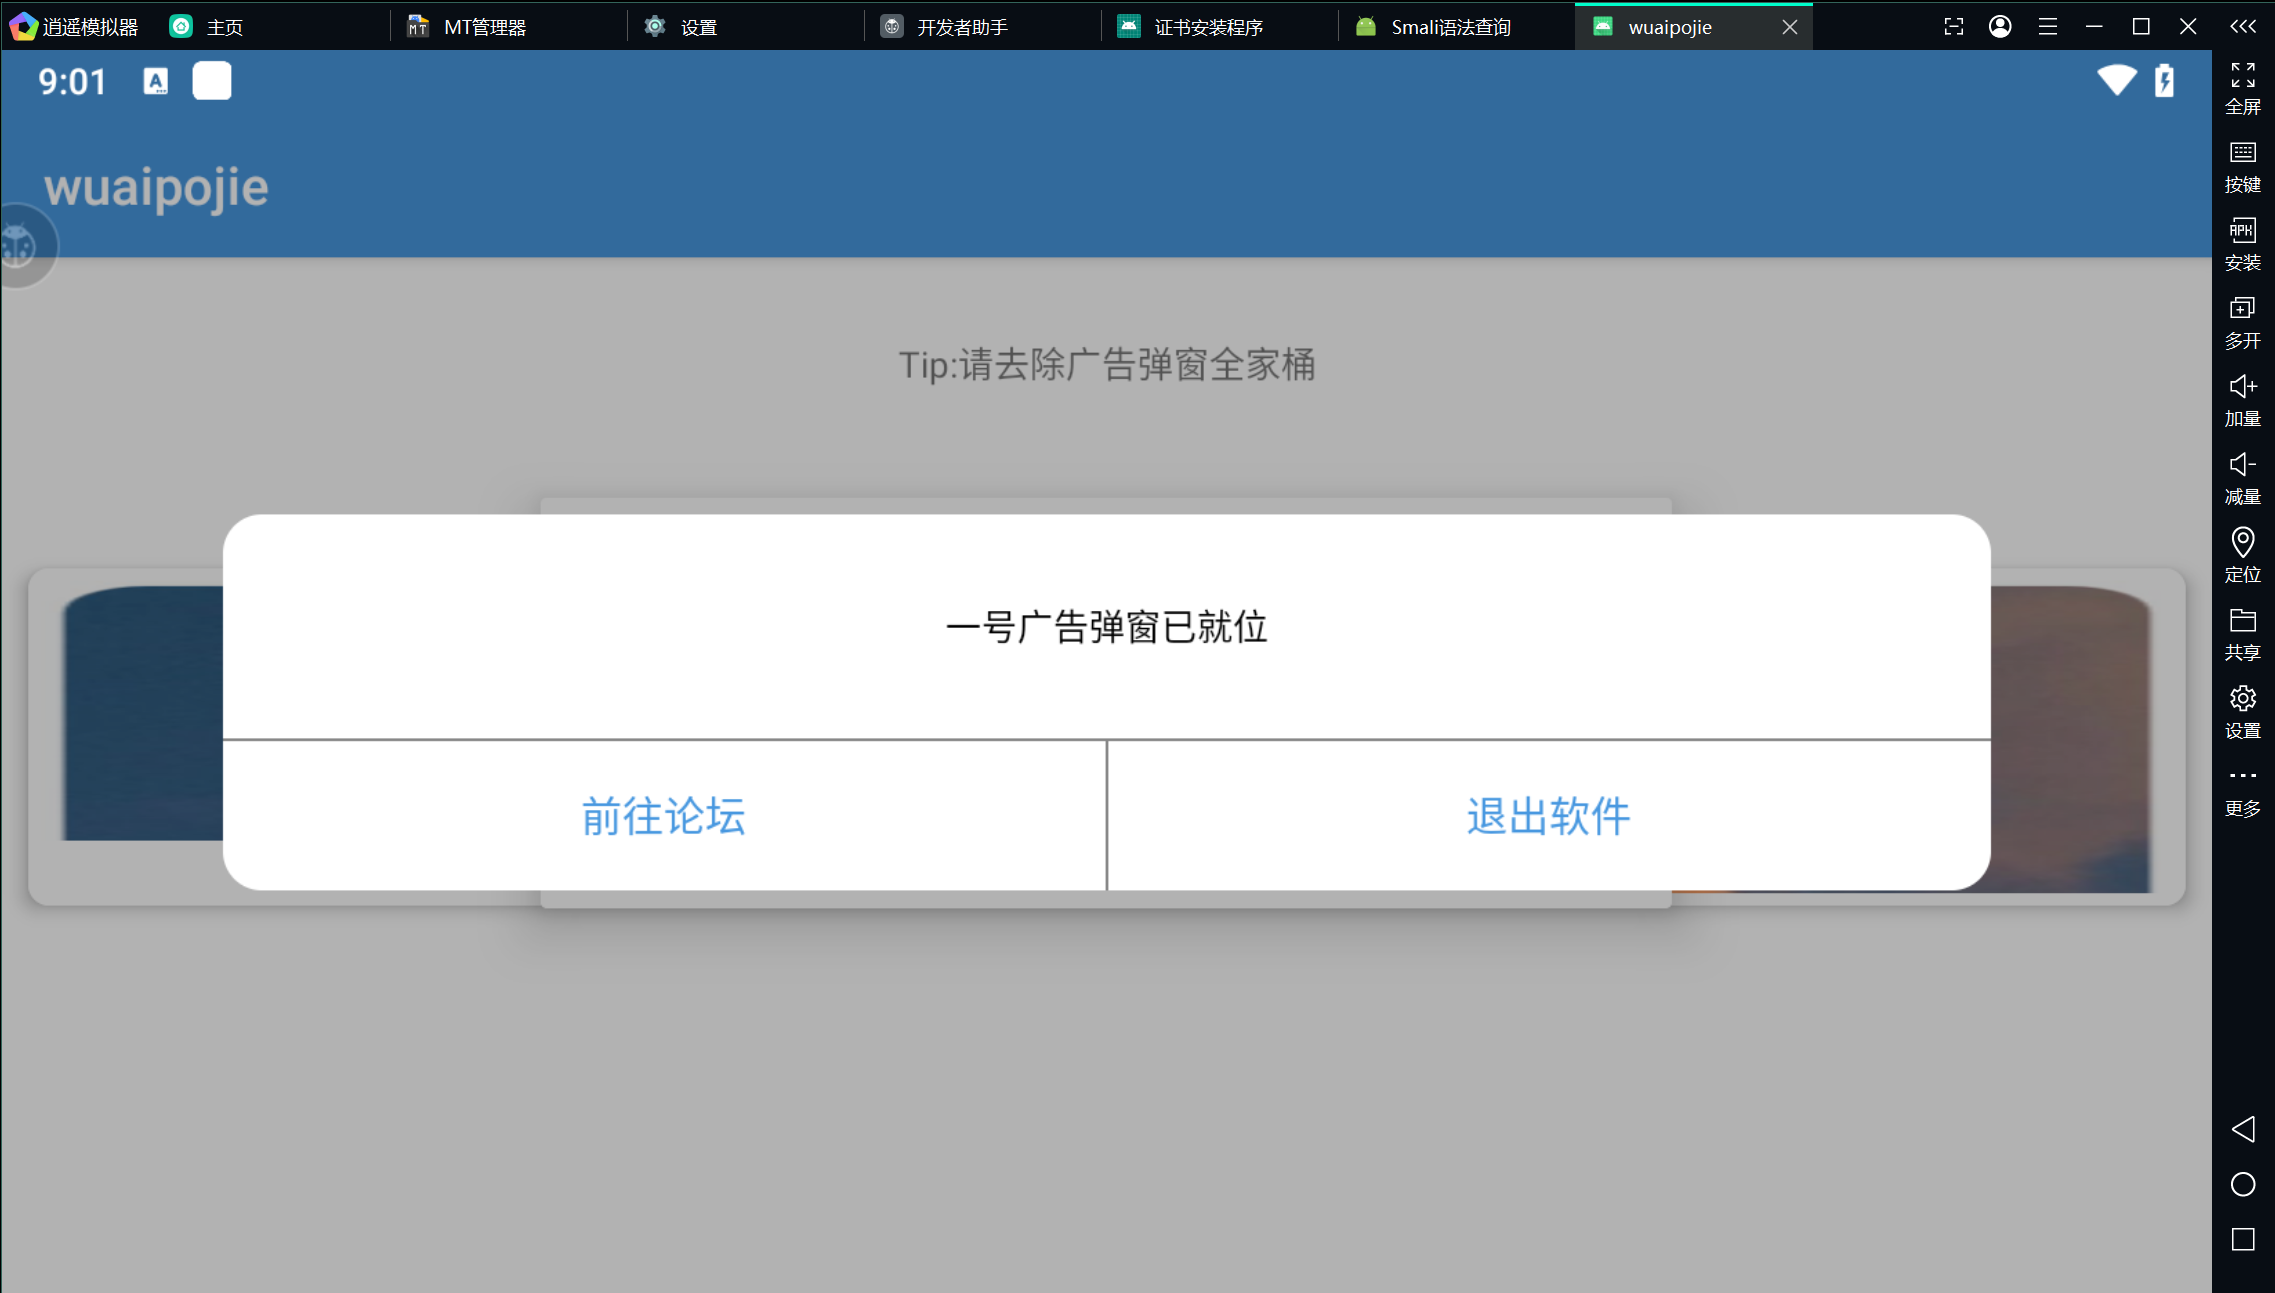 逍遥模拟器
主页
MT管理器
设置
开发者助手
证书安装程序
Smali语法查询
wuaipojie
9:01
wuaipojie
Tip:请去除广告弹窗全家桶
一号广告弹窗已就位
前往论坛
退出软件
全屏
按键
安装
多开
加量
减量
定位
共享
设置
更多